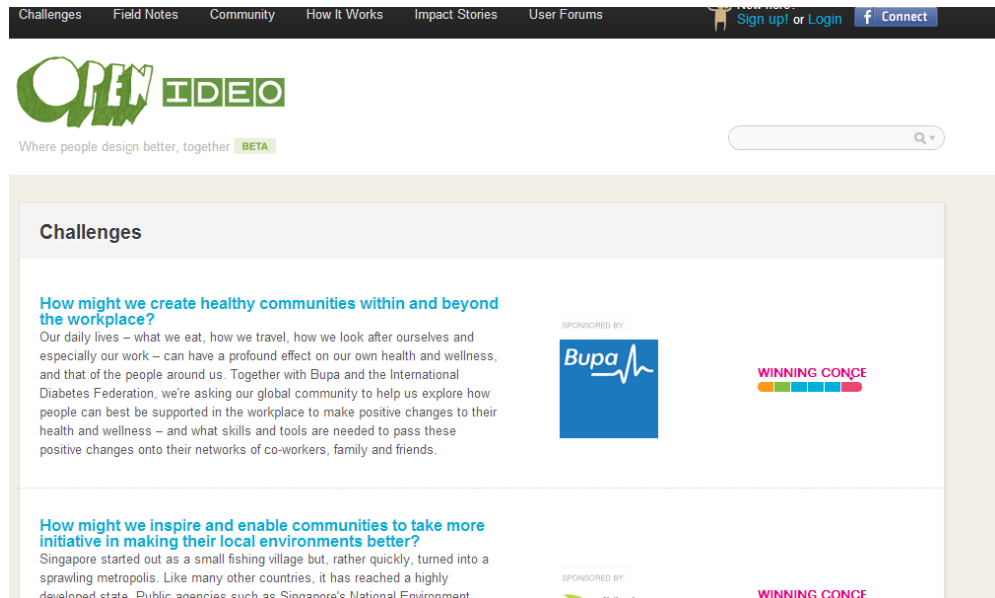 Challenges Field Notes Community How It Works Impact Stories User Forums
Sign up! or Login f Connect
OPEN IDEO
Where people design better, together BETA
Challenges
How might we create healthy communities within and beyond
the workplace?
Our daily lives – what we eat, how we travel, how we look after ourselves and
especially our work – can have a profound effect on our own health and wellness,
and that of the people around us. Together with Bupa and the International
Diabetes Federation, we're asking our global community to help us explore how
people can best be supported in the workplace to make positive changes to their
health and wellness – and what skills and tools are needed to pass these
positive changes onto their networks of co-workers, family and friends.
SPONSORED BY
Bupa
WINNING CONCE
How might we inspire and enable communities to take more
initiative in making their local environments better?
Singapore started out as a small fishing village but, rather quickly, turned into a
sprawling metropolis. Like many other countries, it has reached a highly
developed state. Public agencies such as Singapore's National Environment
SPONSORED BY
WINNING CONCE